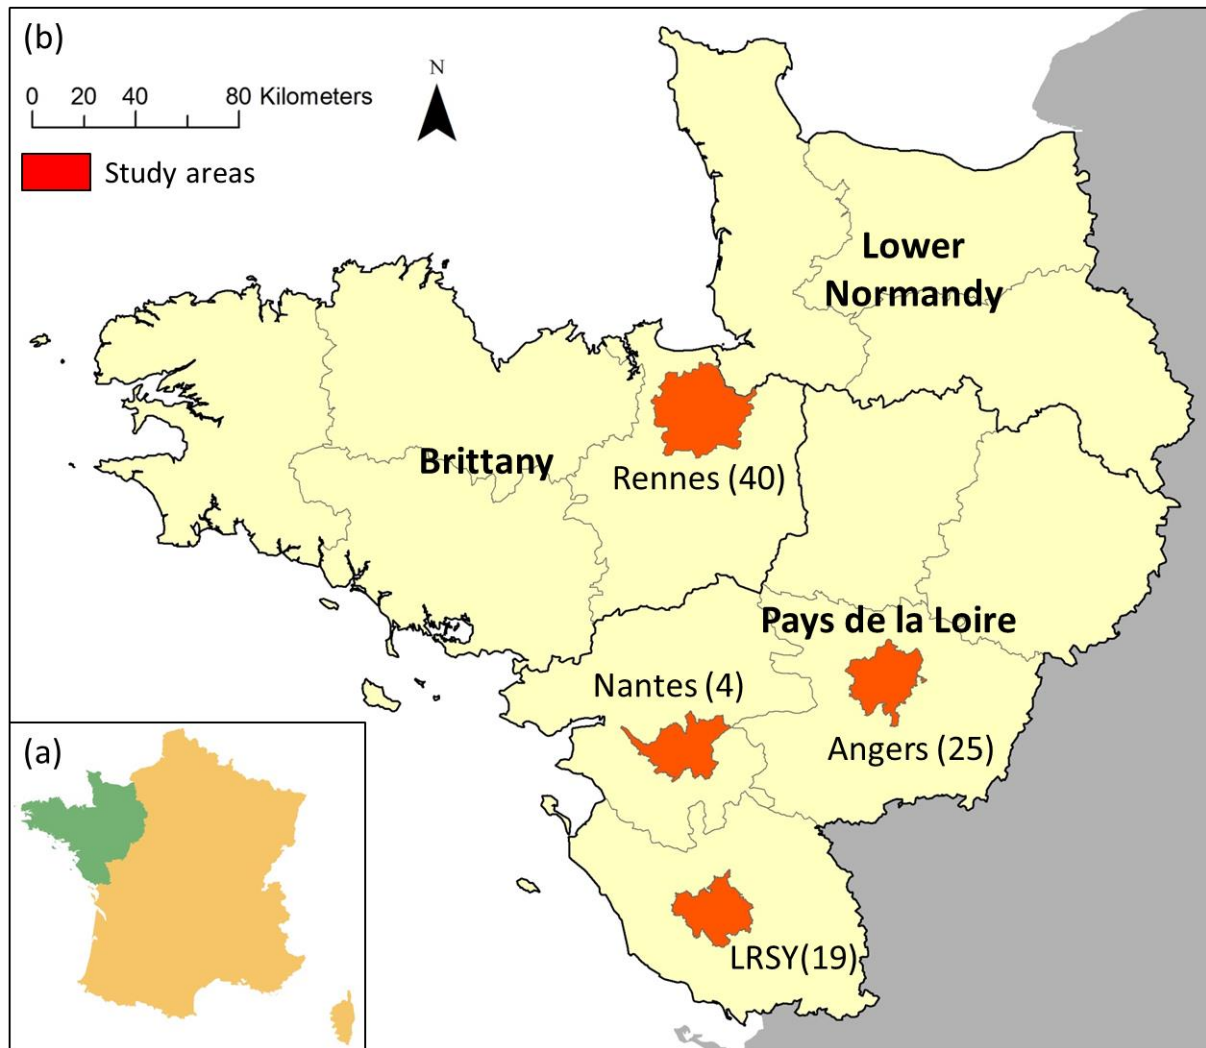 (b)
N
0 20 40 80 Kilometers
Study areas
Lower
Normandy
Brittany
Rennes (40)
Pays de la Loire
Nantes (4)
Angers (25)
LRSY(19)
(a)